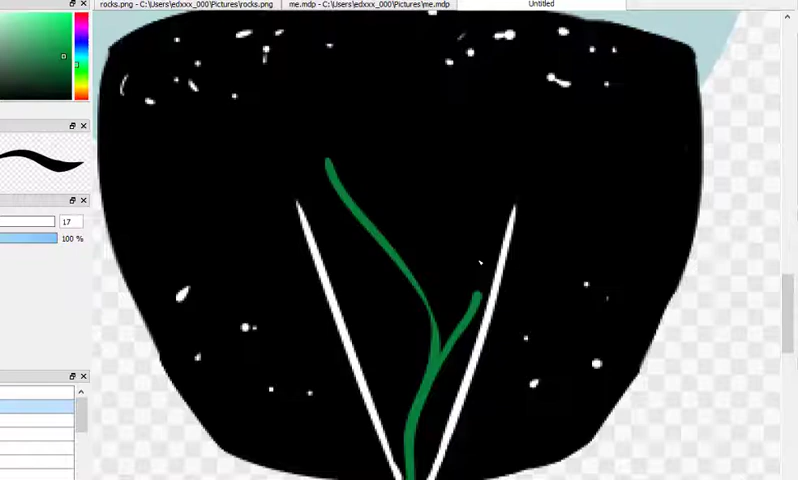 rocks.png - C:\Users\edxxx_000\Pictures\rocks.png
me.mdp - C:\Users\edxxx_000\Pictures\me.mdp
Untitled
17
100 %